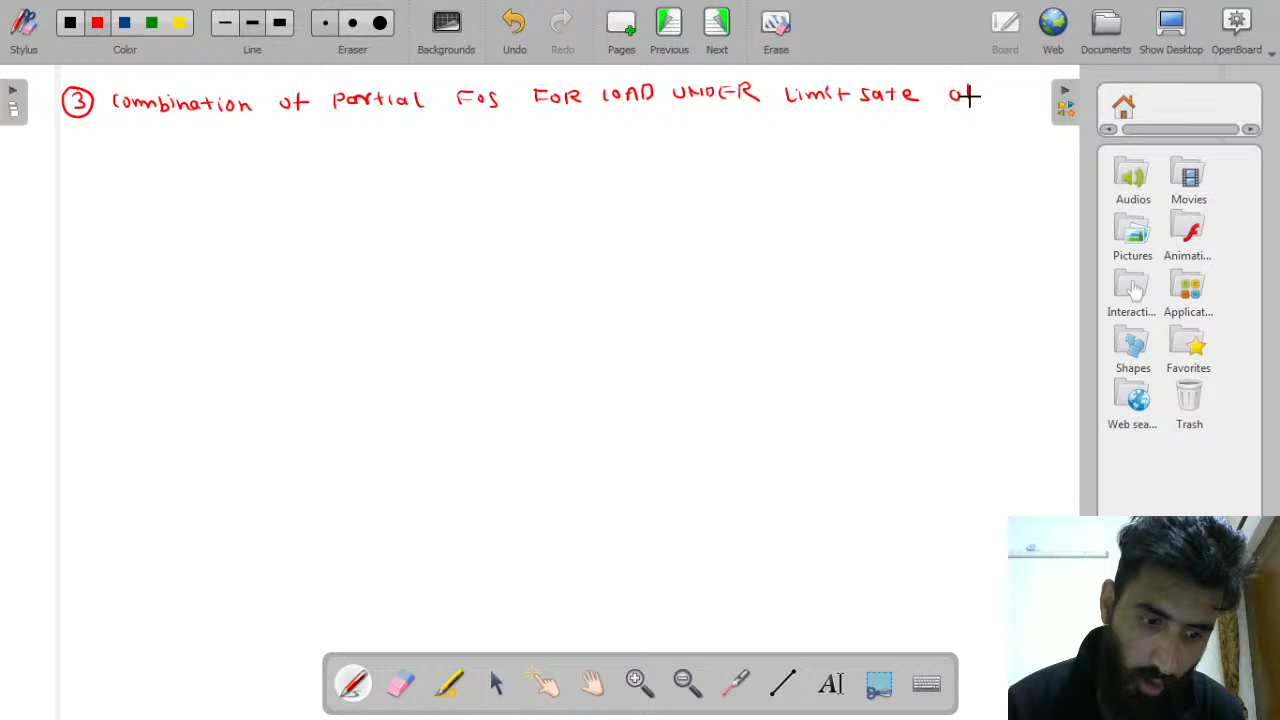 Stylus
Color
Line
Eraser
Backgrounds
Undo
Redo
Pages
Previous
Next
Erase
Board
Web
Documents
Show Desktop
OpenBoard
③ combination of partial FOS FOR LOAD UNDER Limit sate of
Audios
Movies
Pictures
Animati...
Interacti...
Applicat...
Shapes
Favorites
Web sea...
Trash